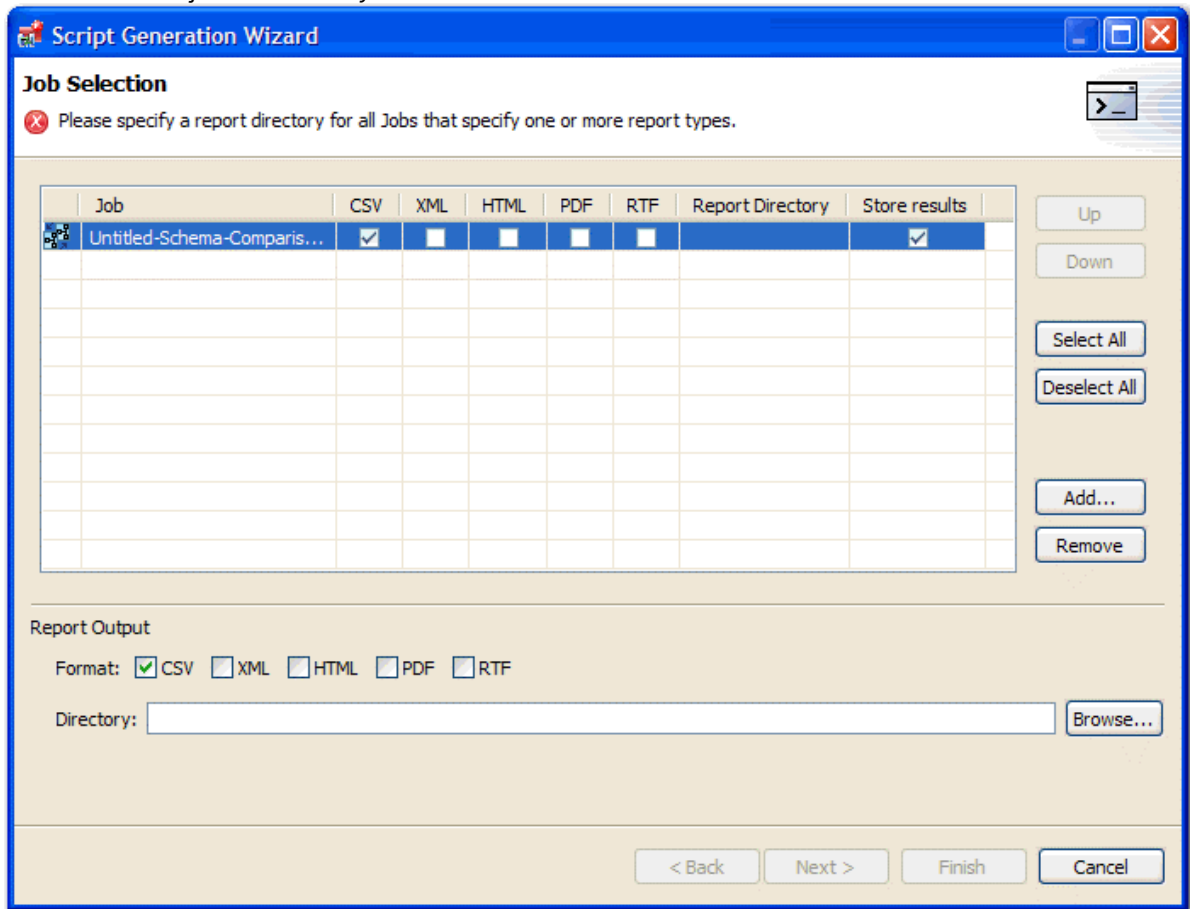 Script Generation Wizard
Job Selection
Please specify a report directory for all Jobs that specify one or more report types.
Job CSV XML HTML PDF RTF Report Directory Store results
Untitled-Schema-Comparis...
Up
Down
Select All
Deselect All
Add...
Remove
Report Output
Format: CSV XML HTML PDF RTF
Directory: Browse...
< Back Next > Finish Cancel